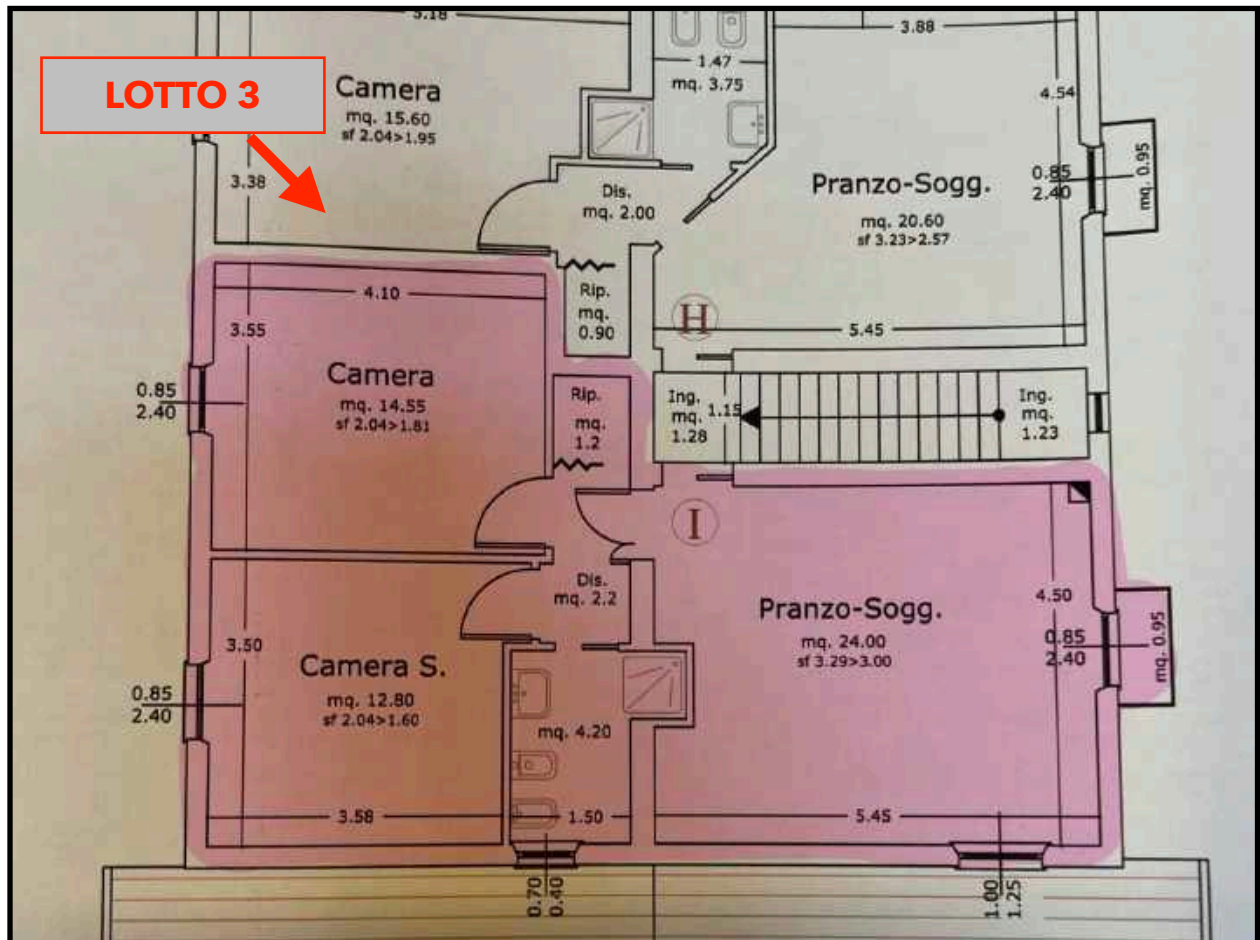 3.18
3.88
1.47
mq. 3.75
LOTTO 3
Camera
mq. 15.60
sf 2.04>1.95
4.54
3.38
Dis.
mq. 2.00
Pranzo-Sogg.
mq. 20.60
sf 3.23>2.57
0.85
2.40
mq. 0.95
4.10
Rip.
mq.
0.90
H
3.55
5.45
Camera
mq. 14.55
sf 2.04>1.81
0.85
2.40
Rip.
mq.
1.2
Ing.
mq.
1.28
1.15
Ing.
mq.
1.23
I
Dis.
mq. 2.2
4.50
Pranzo-Sogg.
mq. 24.00
sf 3.29>3.00
0.85
2.40
mq. 0.95
3.50
Camera S.
mq. 12.80
sf 2.04>1.60
0.85
2.40
mq. 4.20
3.58
1.50
5.45
0.70
0.40
1.00
1.25